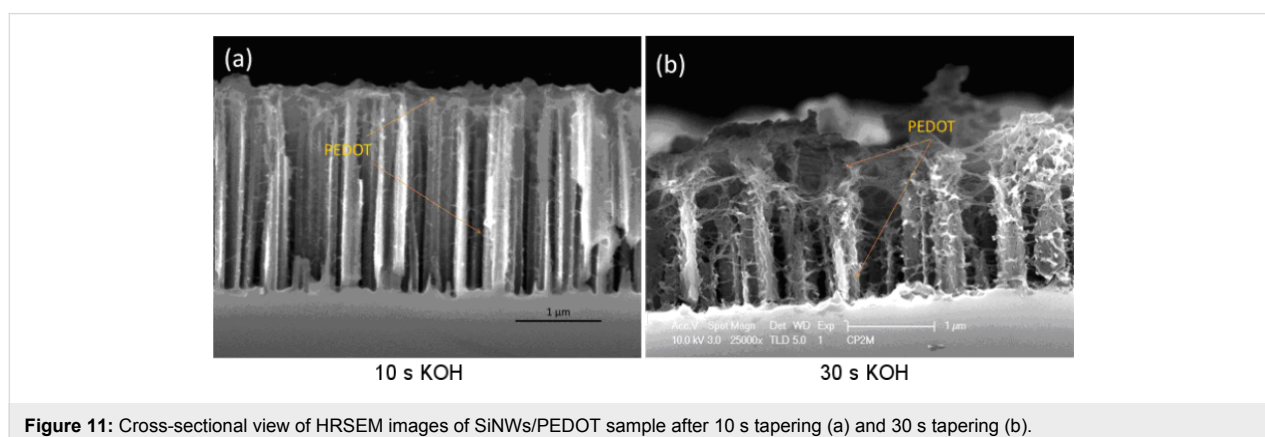 (a)
PEDOT
1 µm
(b)
PEDOT
Acc.V Spot Magn Det WD Exp 1 µm
10.0 kV 3.0 25000x TLD 5.0 1 CP2M
10 s KOH
30 s KOH
Figure 11: Cross-sectional view of HRSEM images of SiNWs/PEDOT sample after 10 s tapering (a) and 30 s tapering (b).